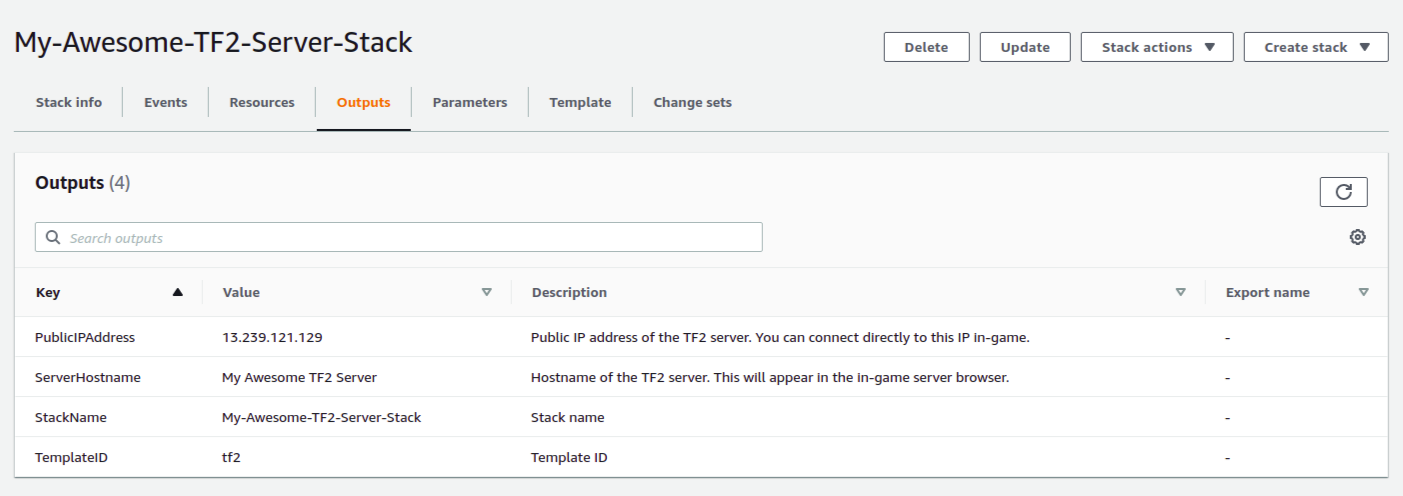 My-Awesome-TF2-Server-Stack
Delete Update Stack actions Create stack
Stack info Events Resources Outputs Parameters Template Change sets
Outputs (4)
Search outputs
Key Value Description Export name
PublicIPAddress 13.239.121.129 Public IP address of the TF2 server. You can connect directly to this IP in-game. -
ServerHostname My Awesome TF2 Server Hostname of the TF2 server. This will appear in the in-game server browser. -
StackName My-Awesome-TF2-Server-Stack Stack name -
TemplateID tf2 Template ID -